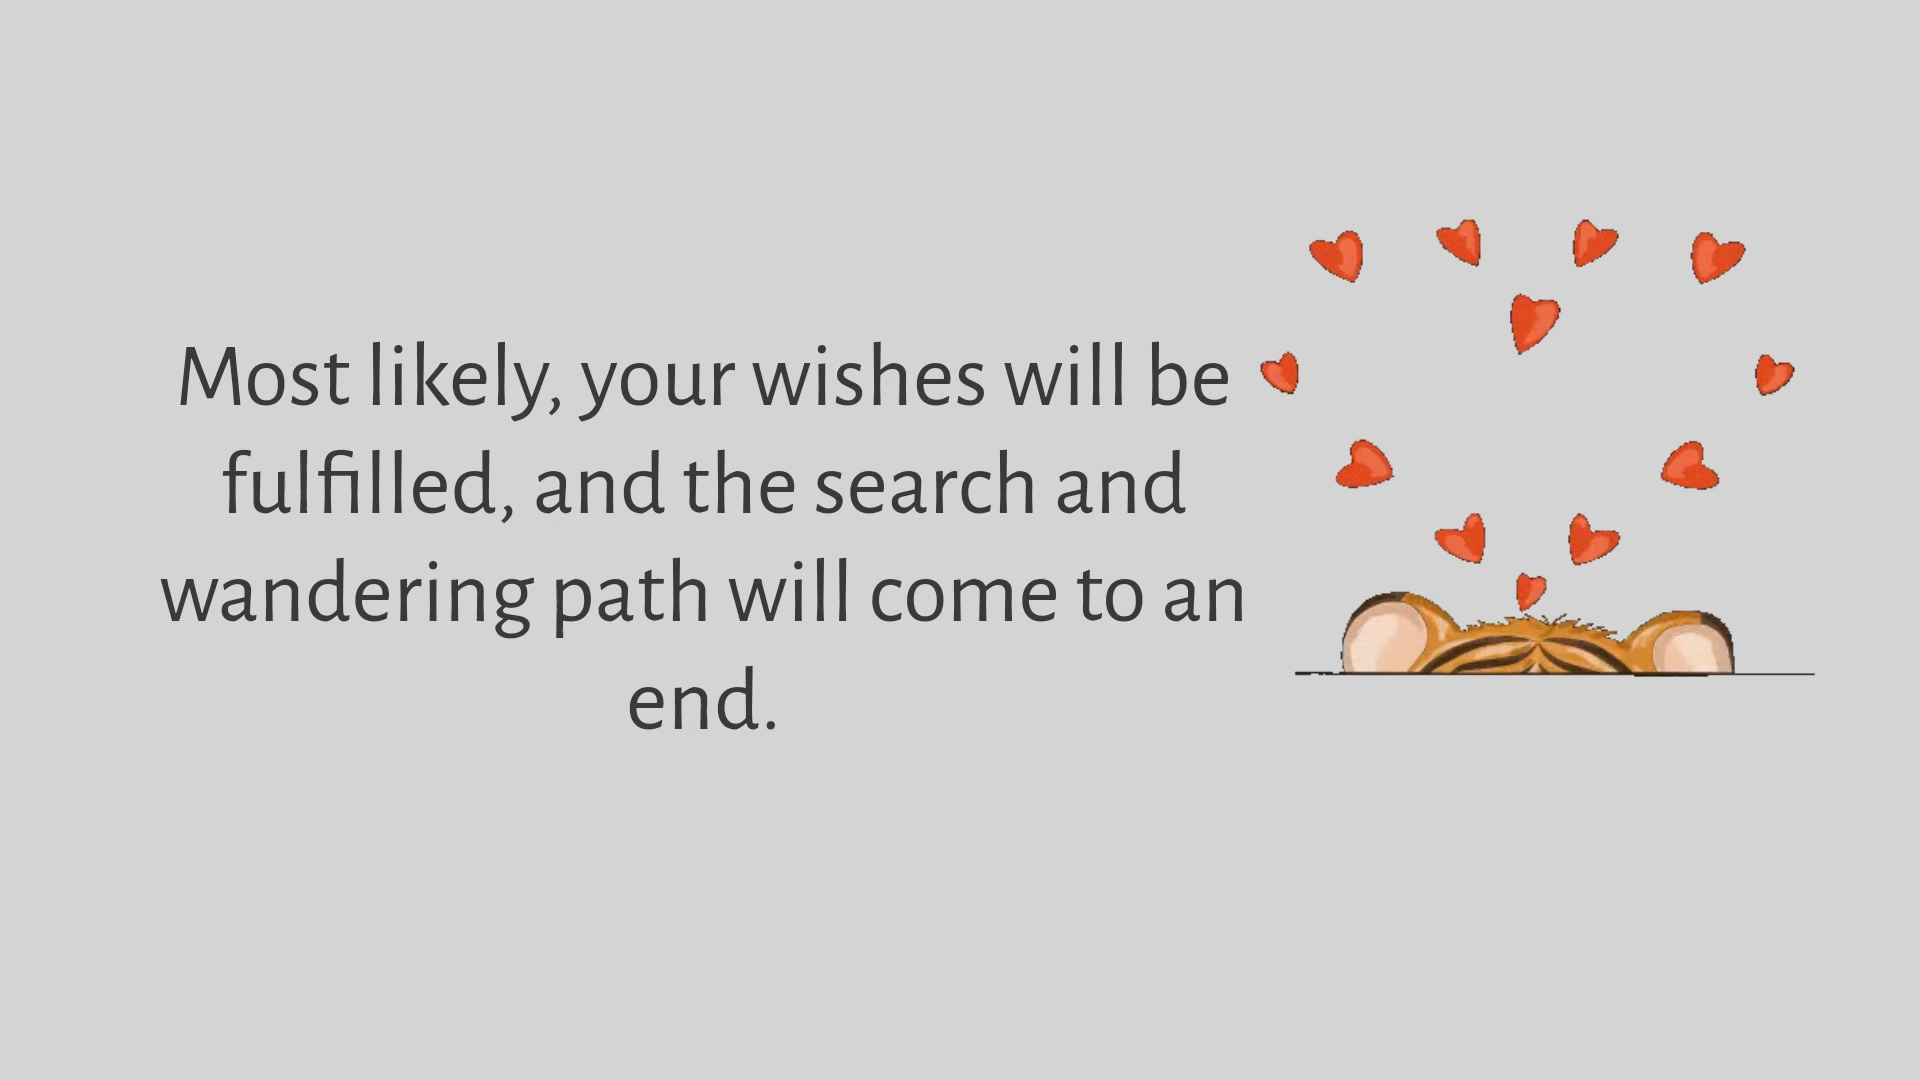 Most likely, your wishes will be
fulfilled, and the search and
wandering path will come to an
end.